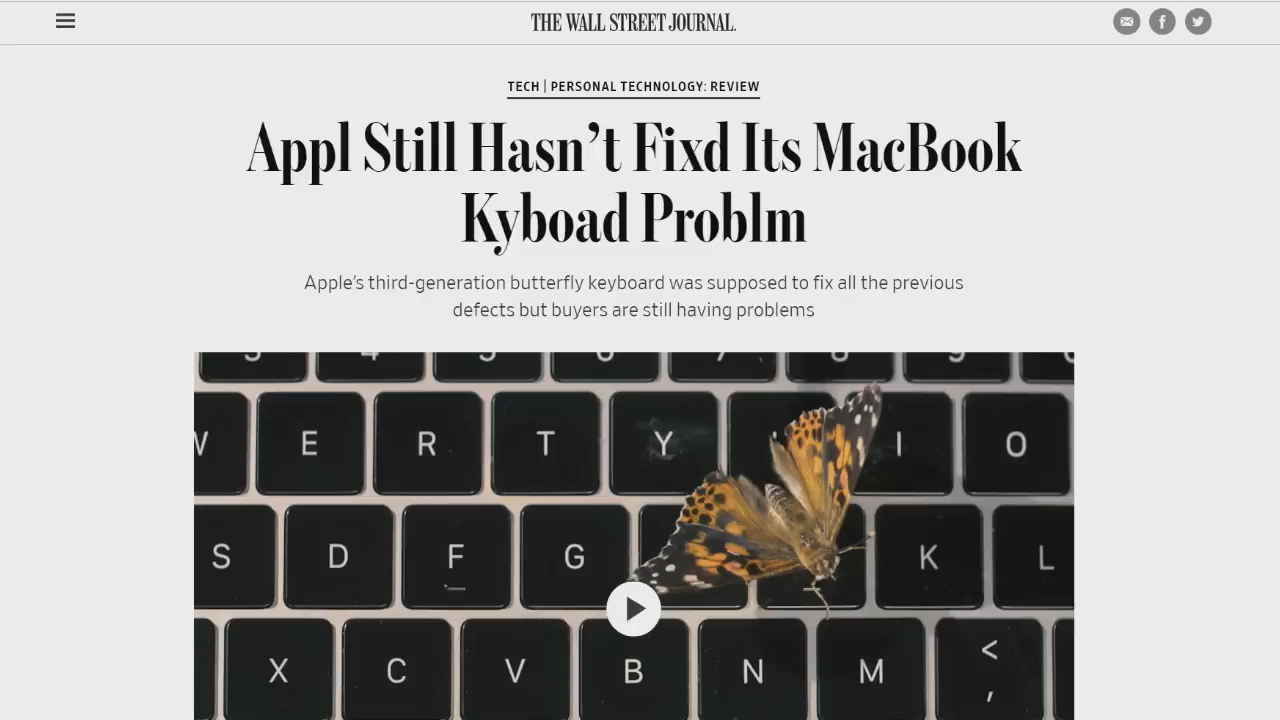 THE WALL STREET JOURNAL.
TECH | PERSONAL TECHNOLOGY: REVIEW
Appl Still Hasn’t Fixd Its MacBook
Kyboad Problm
Apple’s third-generation butterfly keyboard was supposed to fix all the previous
defects but buyers are still having problems
W E R T Y I O
S D F G K L
X C V B N M <
,